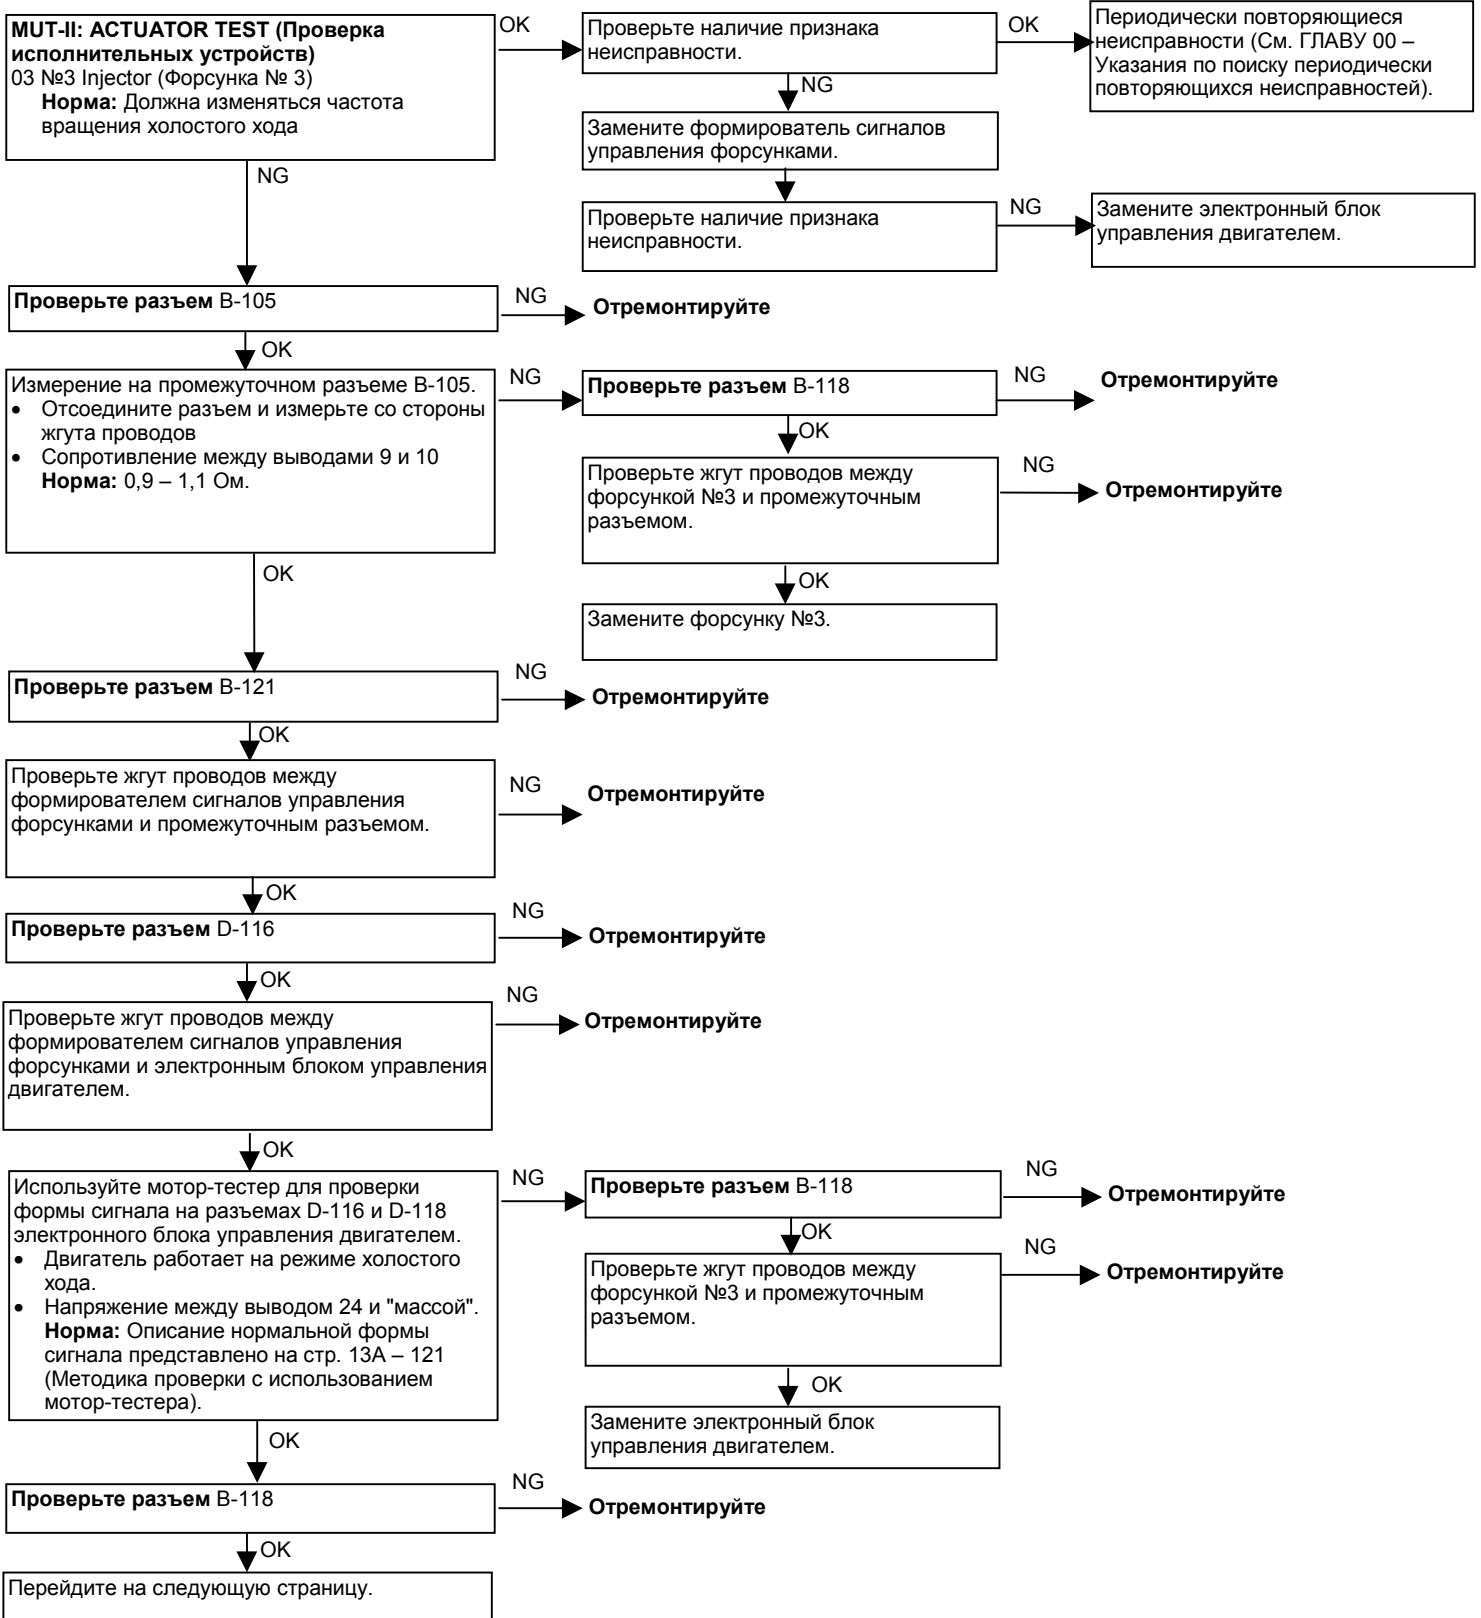 MUT-II: ACTUATOR TEST (Проверка
исполнительных устройств)
03 №3 Injector (Форсунка № 3)
Норма: Должна изменяться частота
вращения холостого хода
OK
Проверьте наличие признака
неисправности.
OK
Периодически повторяющиеся
неисправности (См. ГЛАВУ 00 –
Указания по поиску периодически
повторяющихся неисправностей).
NG
Замените формирователь сигналов
управления форсунками.
NG
Проверьте наличие признака
неисправности.
NG
Замените электронный блок
управления двигателем.
Проверьте разъем B-105
NG
Отремонтируйте
OK
Измерение на промежуточном разъеме B-105.
• Отсоедините разъем и измерьте со стороны
жгута проводов
• Сопротивление между выводами 9 и 10
Норма: 0,9 – 1,1 Ом.
NG
Проверьте разъем B-118
NG
Отремонтируйте
OK
Проверьте жгут проводов между
форсункой №3 и промежуточным
разъемом.
NG
Отремонтируйте
OK
OK
Замените форсунку №3.
Проверьте разъем B-121
NG
Отремонтируйте
OK
Проверьте жгут проводов между
формирователем сигналов управления
форсунками и промежуточным разъемом.
NG
Отремонтируйте
OK
Проверьте разъем D-116
NG
Отремонтируйте
OK
Проверьте жгут проводов между
формирователем сигналов управления
форсунками и электронным блоком управления
двигателем.
NG
Отремонтируйте
OK
Используйте мотор-тестер для проверки
формы сигнала на разъемах D-116 и D-118
электронного блока управления двигателем.
• Двигатель работает на режиме холостого
хода.
• Напряжение между выводом 24 и "массой".
Норма: Описание нормальной формы
сигнала представлено на стр. 13A – 121
(Методика проверки с использованием
мотор-тестера).
NG
Проверьте разъем B-118
NG
Отремонтируйте
OK
Проверьте жгут проводов между
форсункой №3 и промежуточным
разъемом.
NG
Отремонтируйте
OK
Замените электронный блок
управления двигателем.
OK
Проверьте разъем B-118
NG
Отремонтируйте
OK
Перейдите на следующую страницу.